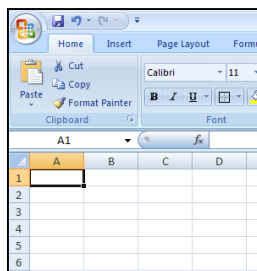 Home Insert Page Layout Form
Cut
Calibri 11
Copy
Paste
Format Painter
B I U
Clipboard Font
A1 fx
A B C D
1
2
3
4
5
6